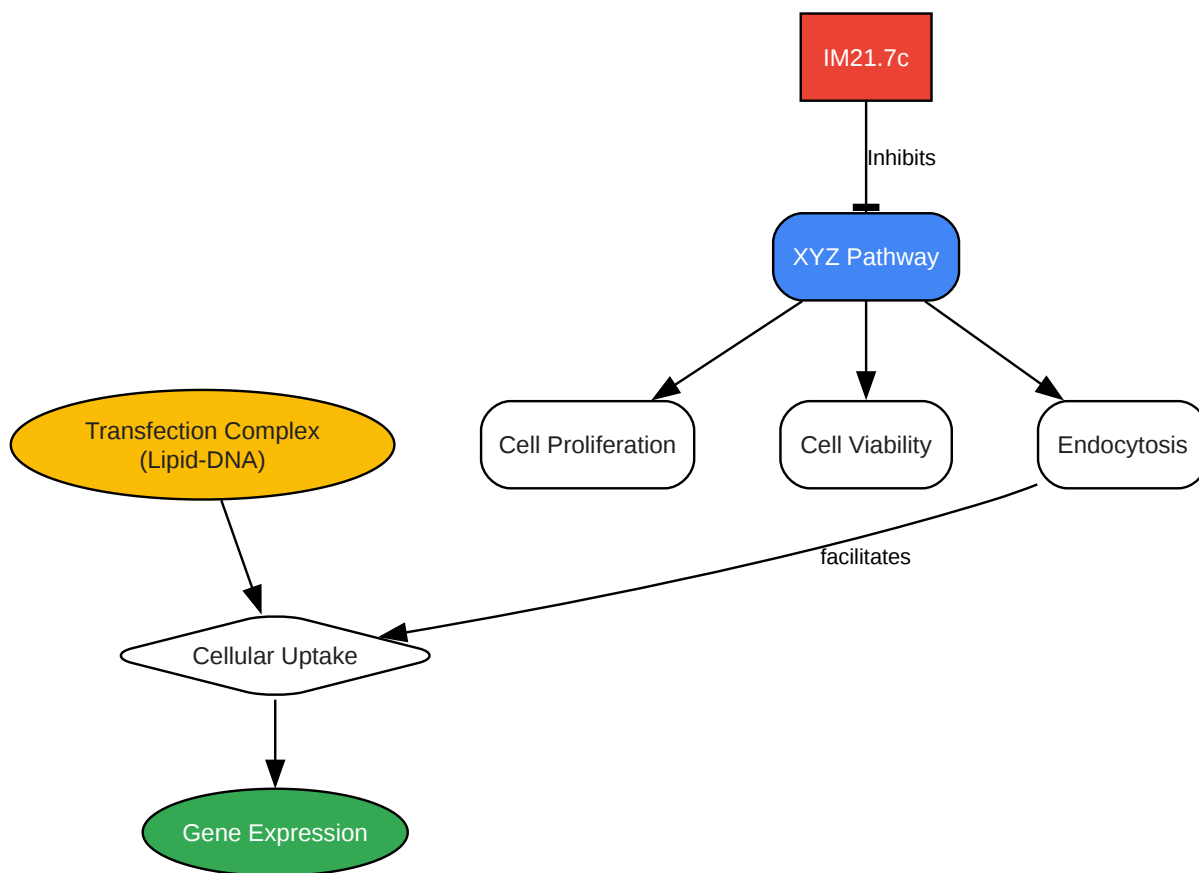 IM21.7c
Inhibits
XYZ Pathway
Transfection Complex
(Lipid-DNA)
Cell Proliferation
Cell Viability
Endocytosis
facilitates
Cellular Uptake
Gene Expression